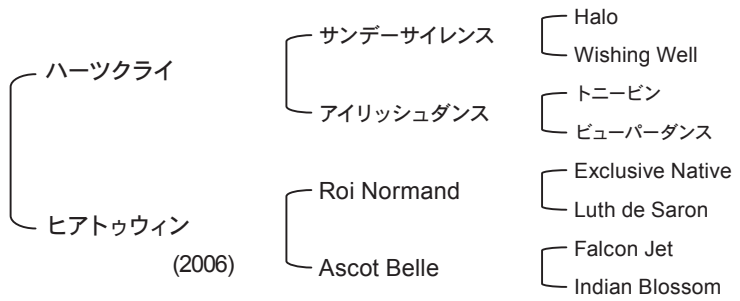 ハーツクライ
サンデーサイレンス
Halo
Wishing Well
アイリッシュダンス
トニービン
ビューパーダンス
ヒアトゥウィン
(2006)
Roi Normand
Exclusive Native
Luth de Saron
Ascot Belle
Falcon Jet
Indian Blossom